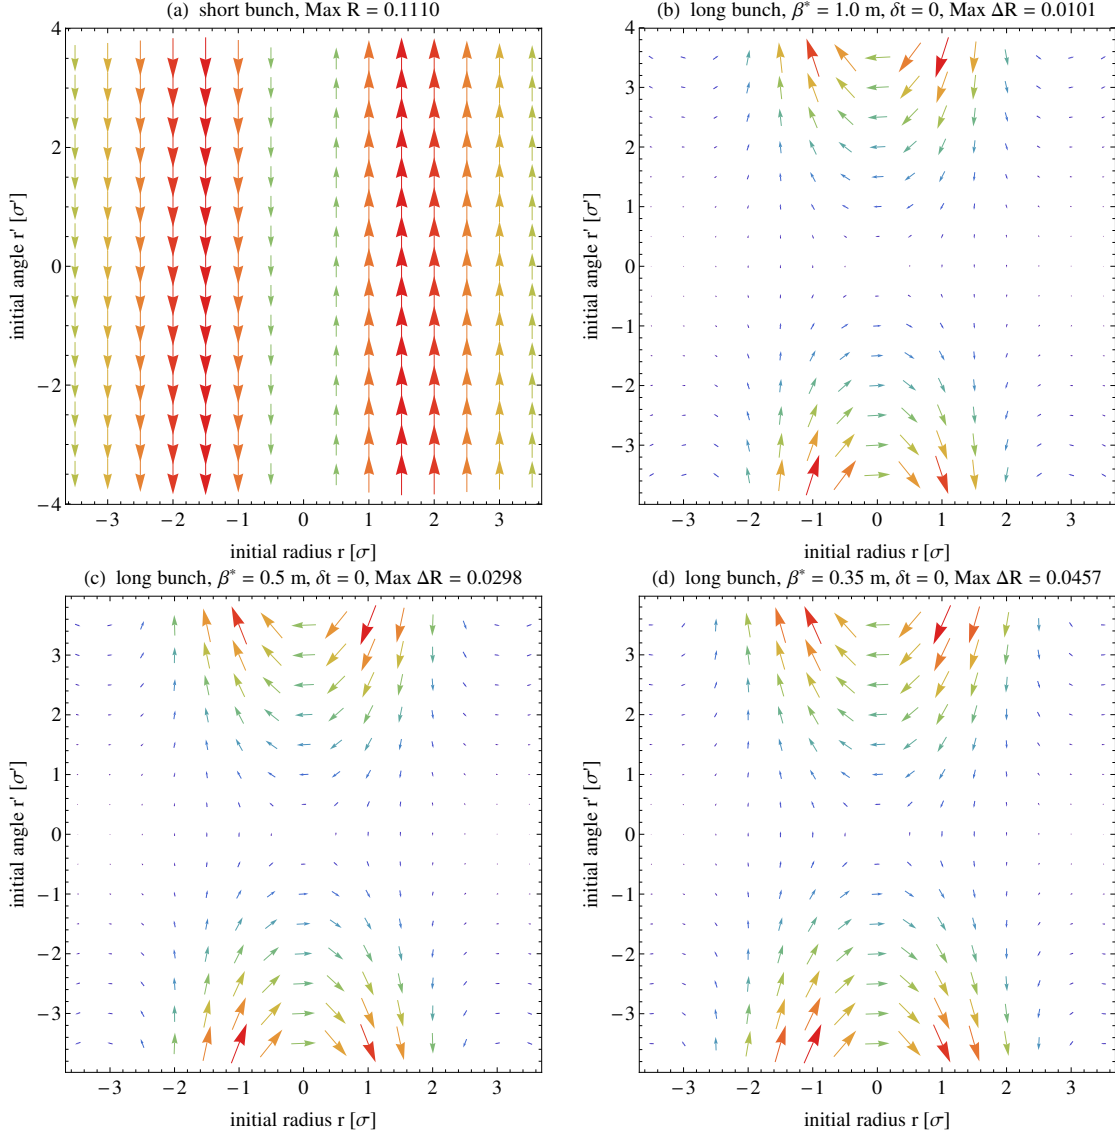 (a) short bunch, Max R = 0.1110
4
2
0
−2
−4
initial angle r' [σ']
−3 −2 −1 0 1 2 3
initial radius r [σ]
(b) long bunch, β* = 1.0 m, δt = 0, Max ΔR = 0.0101
4
3
2
1
0
−1
−2
−3
initial angle r' [σ']
−3 −2 −1 0 1 2 3
initial radius r [σ]
(c) long bunch, β* = 0.5 m, δt = 0, Max ΔR = 0.0298
3
2
1
0
−1
−2
−3
initial angle r' [σ']
−3 −2 −1 0 1 2 3
initial radius r [σ]
(d) long bunch, β* = 0.35 m, δt = 0, Max ΔR = 0.0457
3
2
1
0
−1
−2
−3
initial angle r' [σ']
−3 −2 −1 0 1 2 3
initial radius r [σ]